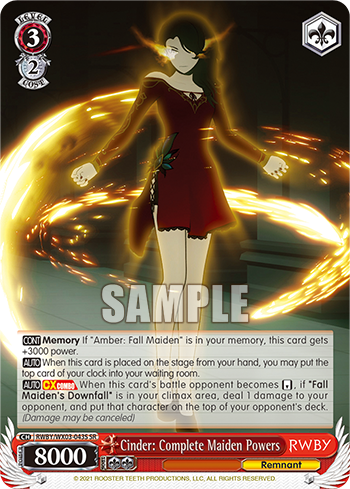 LEVEL
3
2
COST
SAMPLE
CONT Memory If "Amber: Fall Maiden" is in your memory, this card gets
+3000 power.
AUTO When this card is placed on the stage from your hand, you may put the
top card of your clock into your waiting room.
AUTO CX COMBO When this card's battle opponent becomes [ ], if "Fall
Maiden's Downfall" is in your climax area, deal 1 damage to your
opponent, and put that character on the top of your opponent's deck.
(Damage may be canceled)
CH RWBY/WX03-043S SR
Cinder: Complete Maiden Powers RWBY
POWER 8000
Remnant
© 2021 ROOSTER TEETH PRODUCTIONS, LLC, ALL RIGHTS RESERVED.